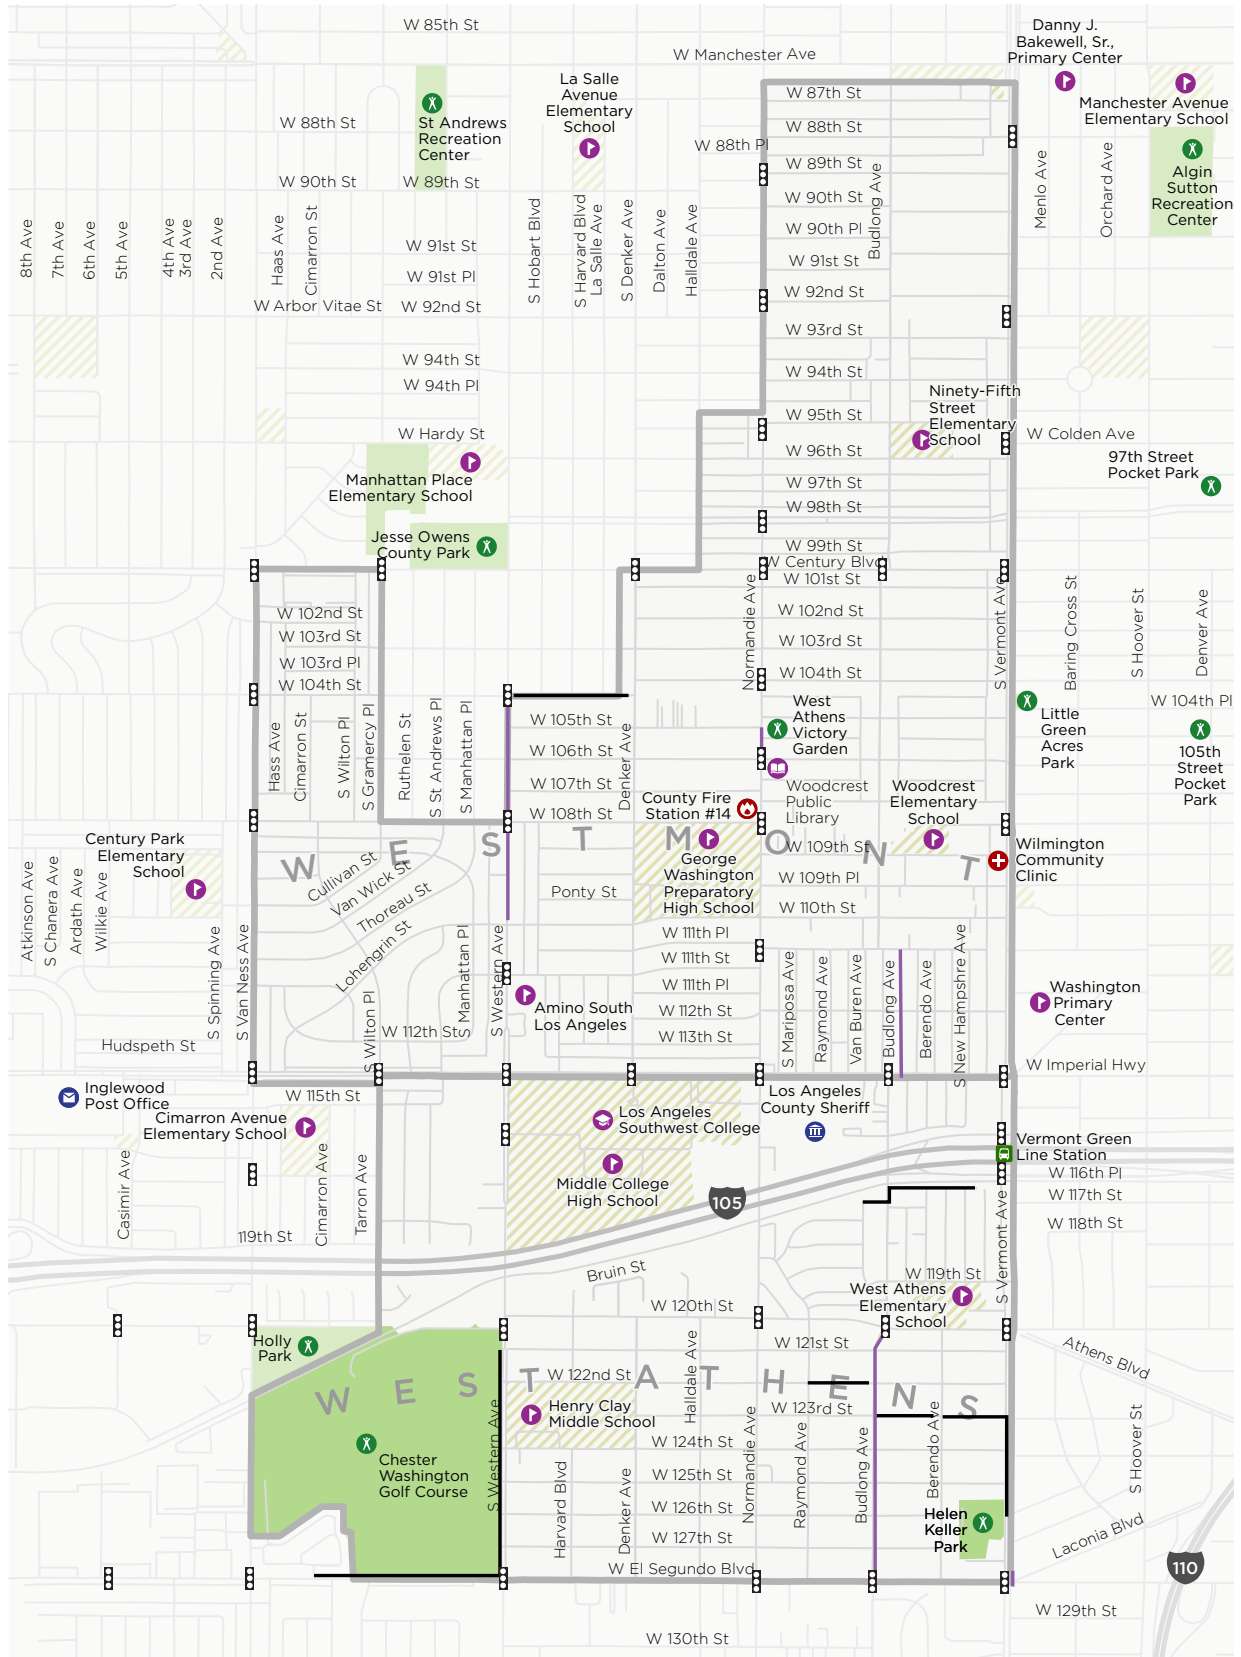 W 85th St
W Manchester Ave
Danny J.
Bakewell, Sr.,
Primary Center
La Salle
Avenue
Elementary
School
W 87th St
Manchester Avenue
Elementary School
St Andrews
Recreation
Center
W 88th St
W 88th St
W 88th Pl
W 89th St
Algin
Sutton
Recreation
Center
W 90th St
W 89th St
W 90th St
W 90th Pl
W 91st St
W 91st St
W 91st Pl
W 92nd St
W Arbor Vitae St
W 92nd St
W 93rd St
8th Ave
7th Ave
6th Ave
5th Ave
4th Ave
3rd Ave
2nd Ave
Haas Ave
Cimarron St
S Hobart Blvd
S Harvard Blvd
La Salle Ave
S Denker Ave
Dalton Ave
Halldale Ave
Budlong Ave
Menlo Ave
Orchard Ave
W 94th St
W 94th Pl
W 94th St
Ninety-Fifth
Street
Elementary
School
W 95th St
W Hardy St
W Colden Ave
W 96th St
97th Street
Pocket Park
Manhattan Place
Elementary School
W 97th St
W 98th St
Jesse Owens
County Park
W 99th St
W Century Blvd
W 101st St
W 102nd St
W 102nd St
W 103rd St
W 103rd St
W 103rd Pl
W 104th St
W 104th St
Normandie Ave
S Vermont Ave
Baring Cross St
S Hoover St
Denver Ave
W 104th Pl
West
Athens
Victory
Garden
Little
Green
Acres
Park
105th
Street
Pocket
Park
W 105th St
W 106th St
W 107th St
W 108th St
Hass Ave
Cimarron St
S Wilton Pl
S Gramercy Pl
Ruthelen St
S St Andrews Pl
S Manhattan Pl
Denker Ave
County Fire
Station #14
Woodcrest
Public
Library
Woodcrest
Elementary
School
WESTMONT
Century Park
Elementary
School
W 109th St
W 109th Pl
W 110th St
Wilmington
Community
Clinic
George
Washington
Preparatory
High School
Cullivan St
Van Wick St
Thoreau St
Lohengrin St
Ponty St
Atkinson Ave
S Chanera Ave
Ardath Ave
Wilkie Ave
S Spinning Ave
S Van Ness Ave
S Wilton Pl
S Manhattan Pl
S Western Ave
W 111th Pl
W 111th St
W 111th Pl
W 112th St
W 113th St
W 112th St
Amino South
Los Angeles
S Mariposa Ave
Raymond Ave
Van Buren Ave
Budlong Ave
Berendo Ave
S New Hampshire Ave
Washington
Primary
Center
Hudspeth St
W Imperial Hwy
Inglewood
Post Office
W 115th St
Cimarron Avenue
Elementary School
Los Angeles
Southwest College
Los Angeles
County Sheriff
Vermont Green
Line Station
Middle College
High School
W 116th Pl
W 117th St
W 118th St
105
Casimir Ave
Cimarron Ave
Tarron Ave
119th St
Bruin St
W 119th St
S Vermont Ave
West Athens
Elementary
School
W 120th St
W 121st St
Holly
Park
Athens Blvd
W 122nd St
WEST ATHENS
Henry Clay
Middle School
W 123rd St
W 124th St
W 125th St
W 126th St
W 127th St
Chester
Washington
Golf Course
S Western Ave
Harvard Blvd
Denker Ave
Halldale Ave
Normandie Ave
Raymond Ave
Budlong Ave
Berendo Ave
S Hoover St
Helen
Keller
Park
Laconia Blvd
W El Segundo Blvd
110
W 129th St
W 130th St